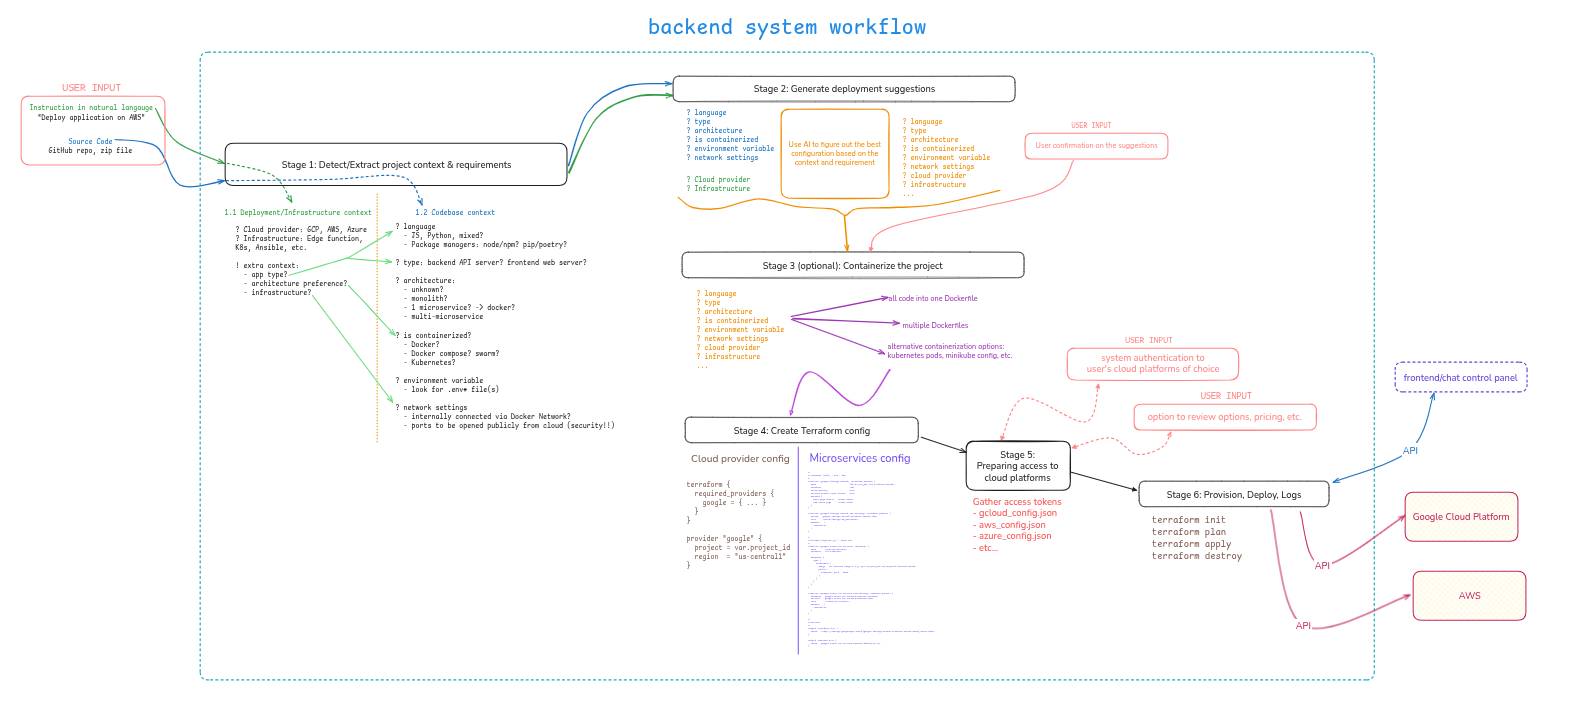 backend system workflow
USER INPUT
Instruction in natural langauge
"Deploy application on AWS"
Source Code
GitHub repo, zip file
Stage 1: Detect/Extract project context & requirements
1.1 Deployment/Infrastructure context
? Cloud provider: GCP, AWS, Azure
? Infrastructure: Edge function,
K8s, Ansible, etc.
! extra context:
- app type?
- architecture preference?
- infrastructure?
1.2 Codebase context
? language
- JS, Python, mixed?
- Package managers: node/npm? pip/poetry?
? type: backend API server? frontend web server?
? architecture:
- unknown?
- monolith?
- 1 microservice? -> docker?
- multi-microservice
? is containerized?
- Docker?
- Docker compose? swarm?
- Kubernetes?
? environment variable
- look for .env* file(s)
? network settings
- internally connected via Docker Network?
- ports to be opened publicly from cloud (security!!)
Stage 2: Generate deployment suggestions
? language
? type
? architecture
? is containerized
? environment variable
? network settings
? Cloud provider
? Infrastructure
Use AI to figure out the best
configuration based on the
context and requirement
? language
? type
? architecture
? is containerized
? environment variable
? network settings
? cloud provider
? infrastructure
...
USER INPUT
User confirmation on the suggestions
Stage 3 (optional): Containerize the project
? language
? type
? architecture
? is containerized
? environment variable
? network settings
? cloud provider
? infrastructure
...
all code into one Dockerfile
multiple Dockerfiles
alternative containerization options:
kubernetes pods, minikube config, etc.
Stage 4: Create Terraform config
Cloud provider config
terraform {
required_providers {
google = { ... }
}
}
provider "google" {
project = var.project_id
region = "us-central1"
}
Microservices config
USER INPUT
system authentication to
user's cloud platforms of choice
USER INPUT
option to review options, pricing, etc.
Stage 5:
Preparing access to
cloud platforms
Gather access tokens
- gcloud_config.json
- aws_config.json
- azure_config.json
- etc...
Stage 6: Provision, Deploy, Logs
terraform init
terraform plan
terraform apply
terraform destroy
frontend/chat control panel
API
Google Cloud Platform
API
AWS
API